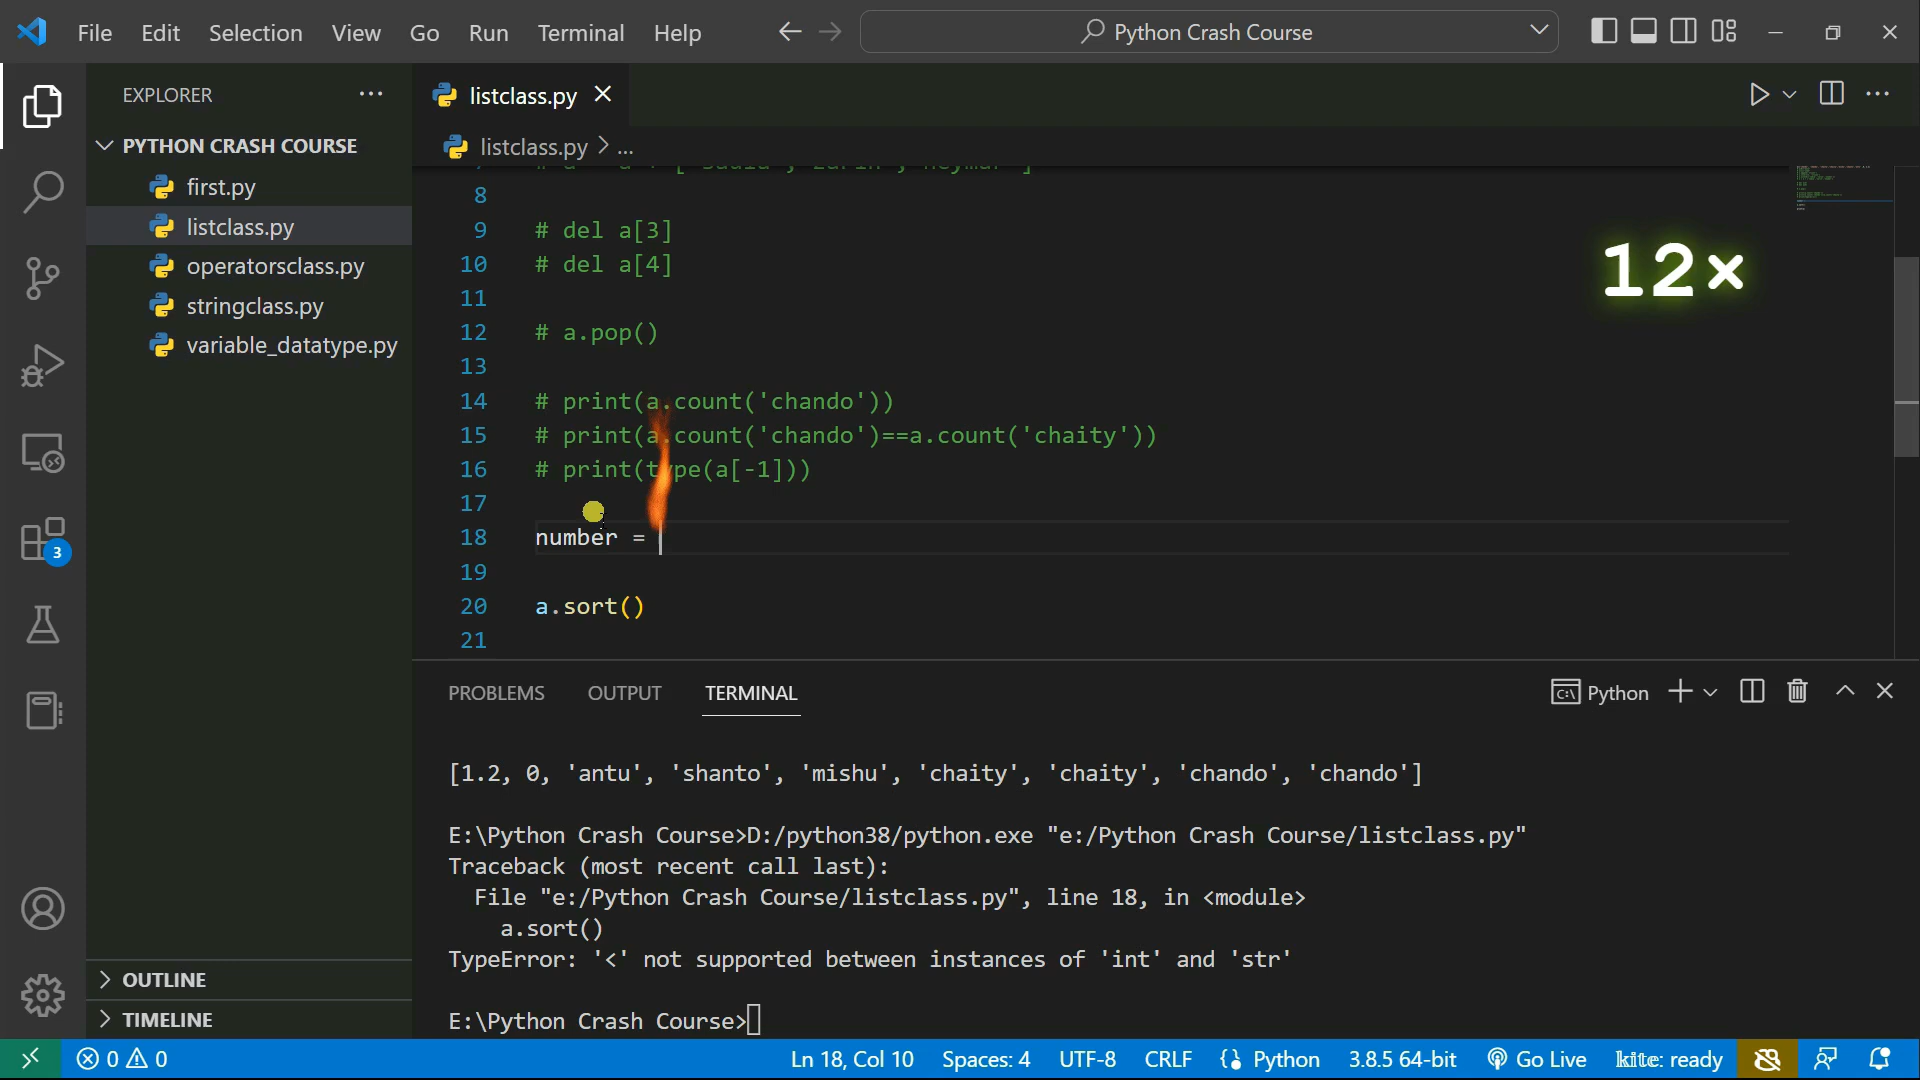 File Edit Selection View Go Run Terminal Help
Python Crash Course
EXPLORER
PYTHON CRASH COURSE
first.py
listclass.py
operatorsclass.py
stringclass.py
variable_datatype.py
OUTLINE
TIMELINE
3
listclass.py
listclass.py > ...
8
9 # del a[3]
10 # del a[4]
11
12 # a.pop()
13
14 # print(a.count('chando'))
15 # print(a.count('chando')==a.count('chaity'))
16 # print(type(a[-1]))
17
18 number =
19
20 a.sort()
21
12×
PROBLEMS OUTPUT TERMINAL
Python
[1.2, 0, 'antu', 'shanto', 'mishu', 'chaity', 'chaity', 'chando', 'chando']
E:\Python Crash Course>D:/python38/python.exe "e:/Python Crash Course/listclass.py"
Traceback (most recent call last):
File "e:/Python Crash Course/listclass.py", line 18, in <module>
a.sort()
TypeError: '<' not supported between instances of 'int' and 'str'
E:\Python Crash Course>
0 0
Ln 18, Col 10 Spaces: 4 UTF-8 CRLF Python 3.8.5 64-bit Go Live kite: ready